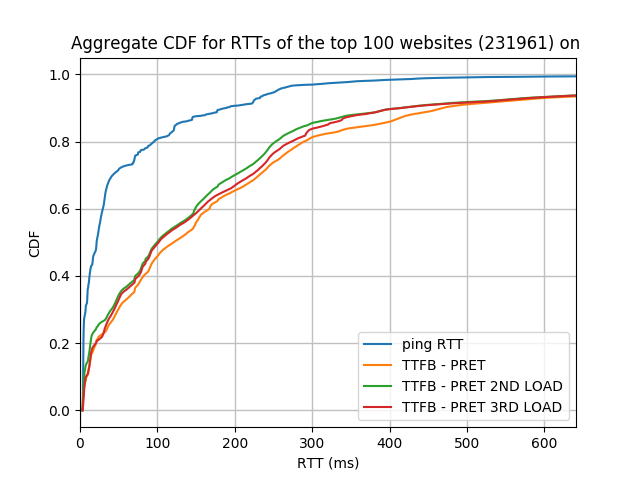 Aggregate CDF for RTTs of the top 100 websites (231961) on
1.0
0.8
0.6
0.4
0.2
0.0
CDF
0 100 200 300 400 500 600
RTT (ms)
ping RTT
TTFB - PRET
TTFB - PRET 2ND LOAD
TTFB - PRET 3RD LOAD